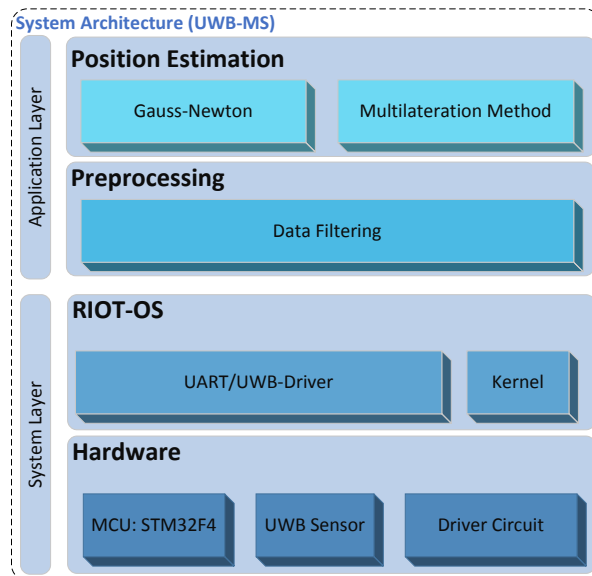 System Architecture (UWB-MS)
Application Layer
Position Estimation
Gauss-Newton
Multilateration Method
Preprocessing
Data Filtering
System Layer
RIOT-OS
UART/UWB-Driver
Kernel
Hardware
MCU: STM32F4
UWB Sensor
Driver Circuit